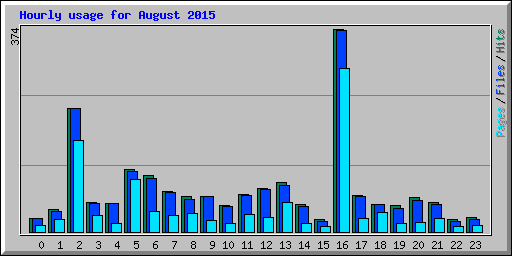 Hourly usage for August 2015
374
Pages / Files / Hits
0 1 2 3 4 5 6 7 8 9 10 11 12 13 14 15 16 17 18 19 20 21 22 23